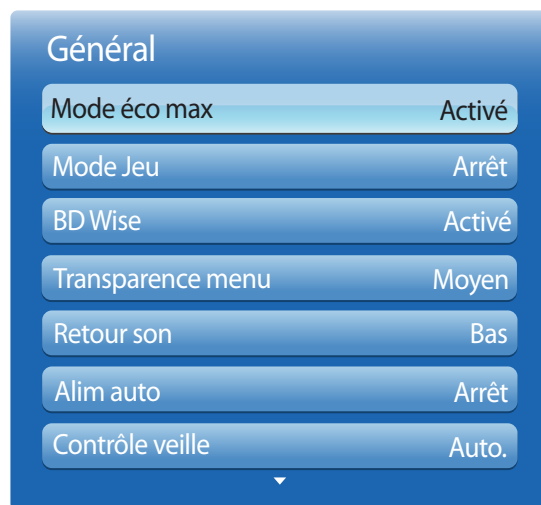 Général
Mode éco max Activé
Mode Jeu Arrêt
BD Wise Activé
Transparence menu Moyen
Retour son Bas
Alim auto Arrêt
Contrôle veille Auto.